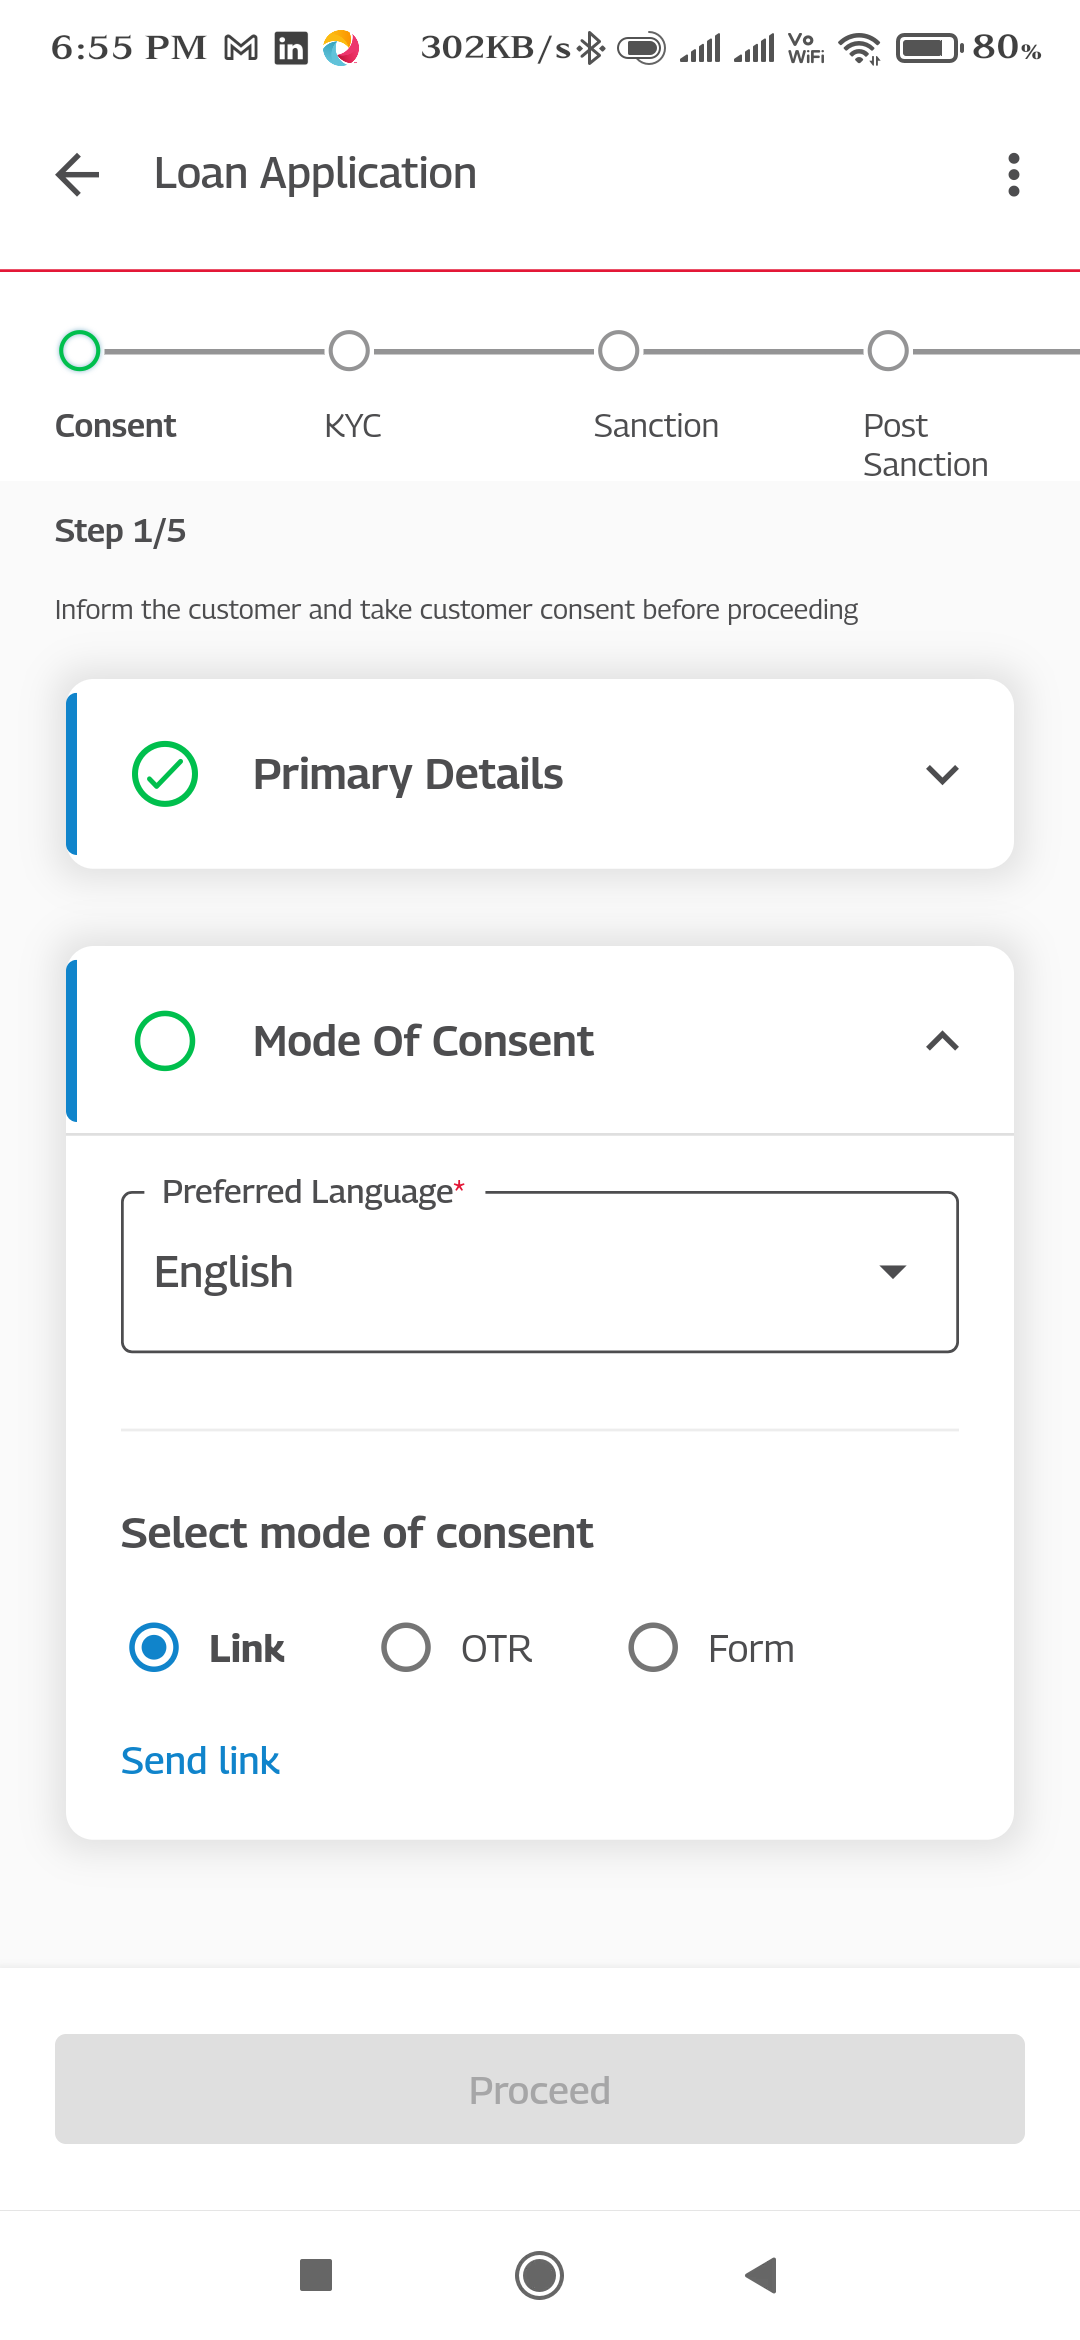 6:55 PM 302KB/s Vo WiFi 80%
Loan Application
Consent KYC Sanction Post Sanction
Step 1/5
Inform the customer and take customer consent before proceeding
Primary Details
Mode Of Consent
Preferred Language*
English
Select mode of consent
Link OTR Form
Send link
Proceed